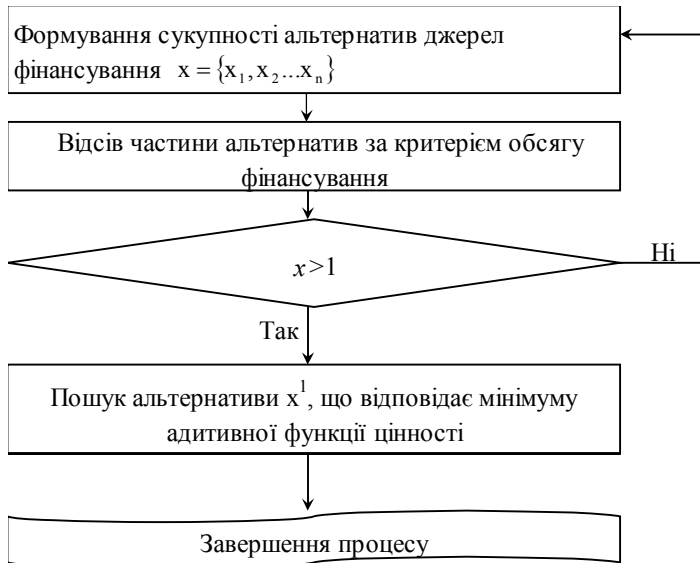 Формування сукупності альтернатив джерел
фінансування x = {x₁, x₂...xₙ}
Відсів частини альтернатив за критерієм обсягу
фінансування
x>1
Ні
Так
Пошук альтернативи x¹, що відповідає мінімуму
адитивної функції цінності
Завершення процесу